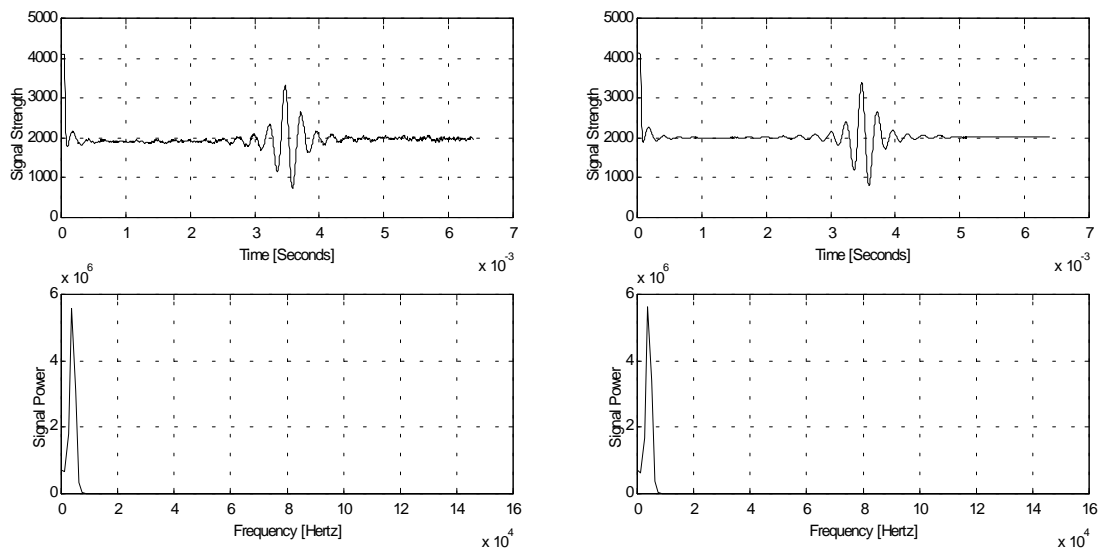 5000
4000
3000
2000
1000
0
Signal Strength
0 1 2 3 4 5 6 7
Time [Seconds]
x 10^-3
5000
4000
3000
2000
1000
0
Signal Strength
0 1 2 3 4 5 6 7
Time [Seconds]
x 10^-3
x 10^6
6
4
2
0
Signal Power
0 2 4 6 8 10 12 14 16
Frequency [Hertz]
x 10^4
x 10^6
6
4
2
0
Signal Power
0 2 4 6 8 10 12 14 16
Frequency [Hertz]
x 10^4